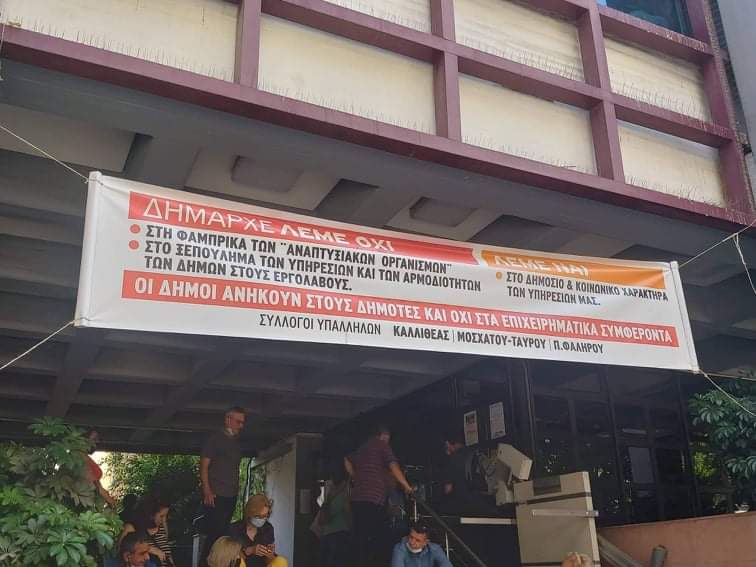 ΔΗΜΑΡΧΕ ΛΕΜΕ ΟΧΙ
• ΣΤΗ ΦΑΜΠΡΙΚΑ ΤΩΝ "ΑΝΑΠΤΥΣΙΑΚΩΝ ΟΡΓΑΝΙΣΜΩΝ"
• ΣΤΟ ΞΕΠΟΥΛΗΜΑ ΤΩΝ ΥΠΗΡΕΣΙΩΝ ΚΑΙ ΤΩΝ ΑΡΜΟΔΙΟΤΗΤΩΝ
ΤΩΝ ΔΗΜΩΝ ΣΤΟΥΣ ΕΡΓΟΛΑΒΟΥΣ.
ΛΕΜΕ ΝΑΙ
• ΣΤΟ ΔΗΜΟΣΙΟ & ΚΟΙΝΩΝΙΚΟ ΧΑΡΑΚΤΗΡΑ
ΤΩΝ ΥΠΗΡΕΣΙΩΝ ΜΑΣ.
ΟΙ ΔΗΜΟΙ ΑΝΗΚΟΥΝ ΣΤΟΥΣ ΔΗΜΟΤΕΣ ΚΑΙ ΟΧΙ ΣΤΑ ΕΠΙΧΕΙΡΗΜΑΤΙΚΑ ΣΥΜΦΕΡΟΝΤΑ
ΣΥΛΛΟΓΟΙ ΥΠΑΛΛΗΛΩΝ ΚΑΛΛΙΘΕΑΣ | ΜΟΣΧΑΤΟΥ-ΤΑΥΡΟΥ | Π.ΦΑΛΗΡΟΥ